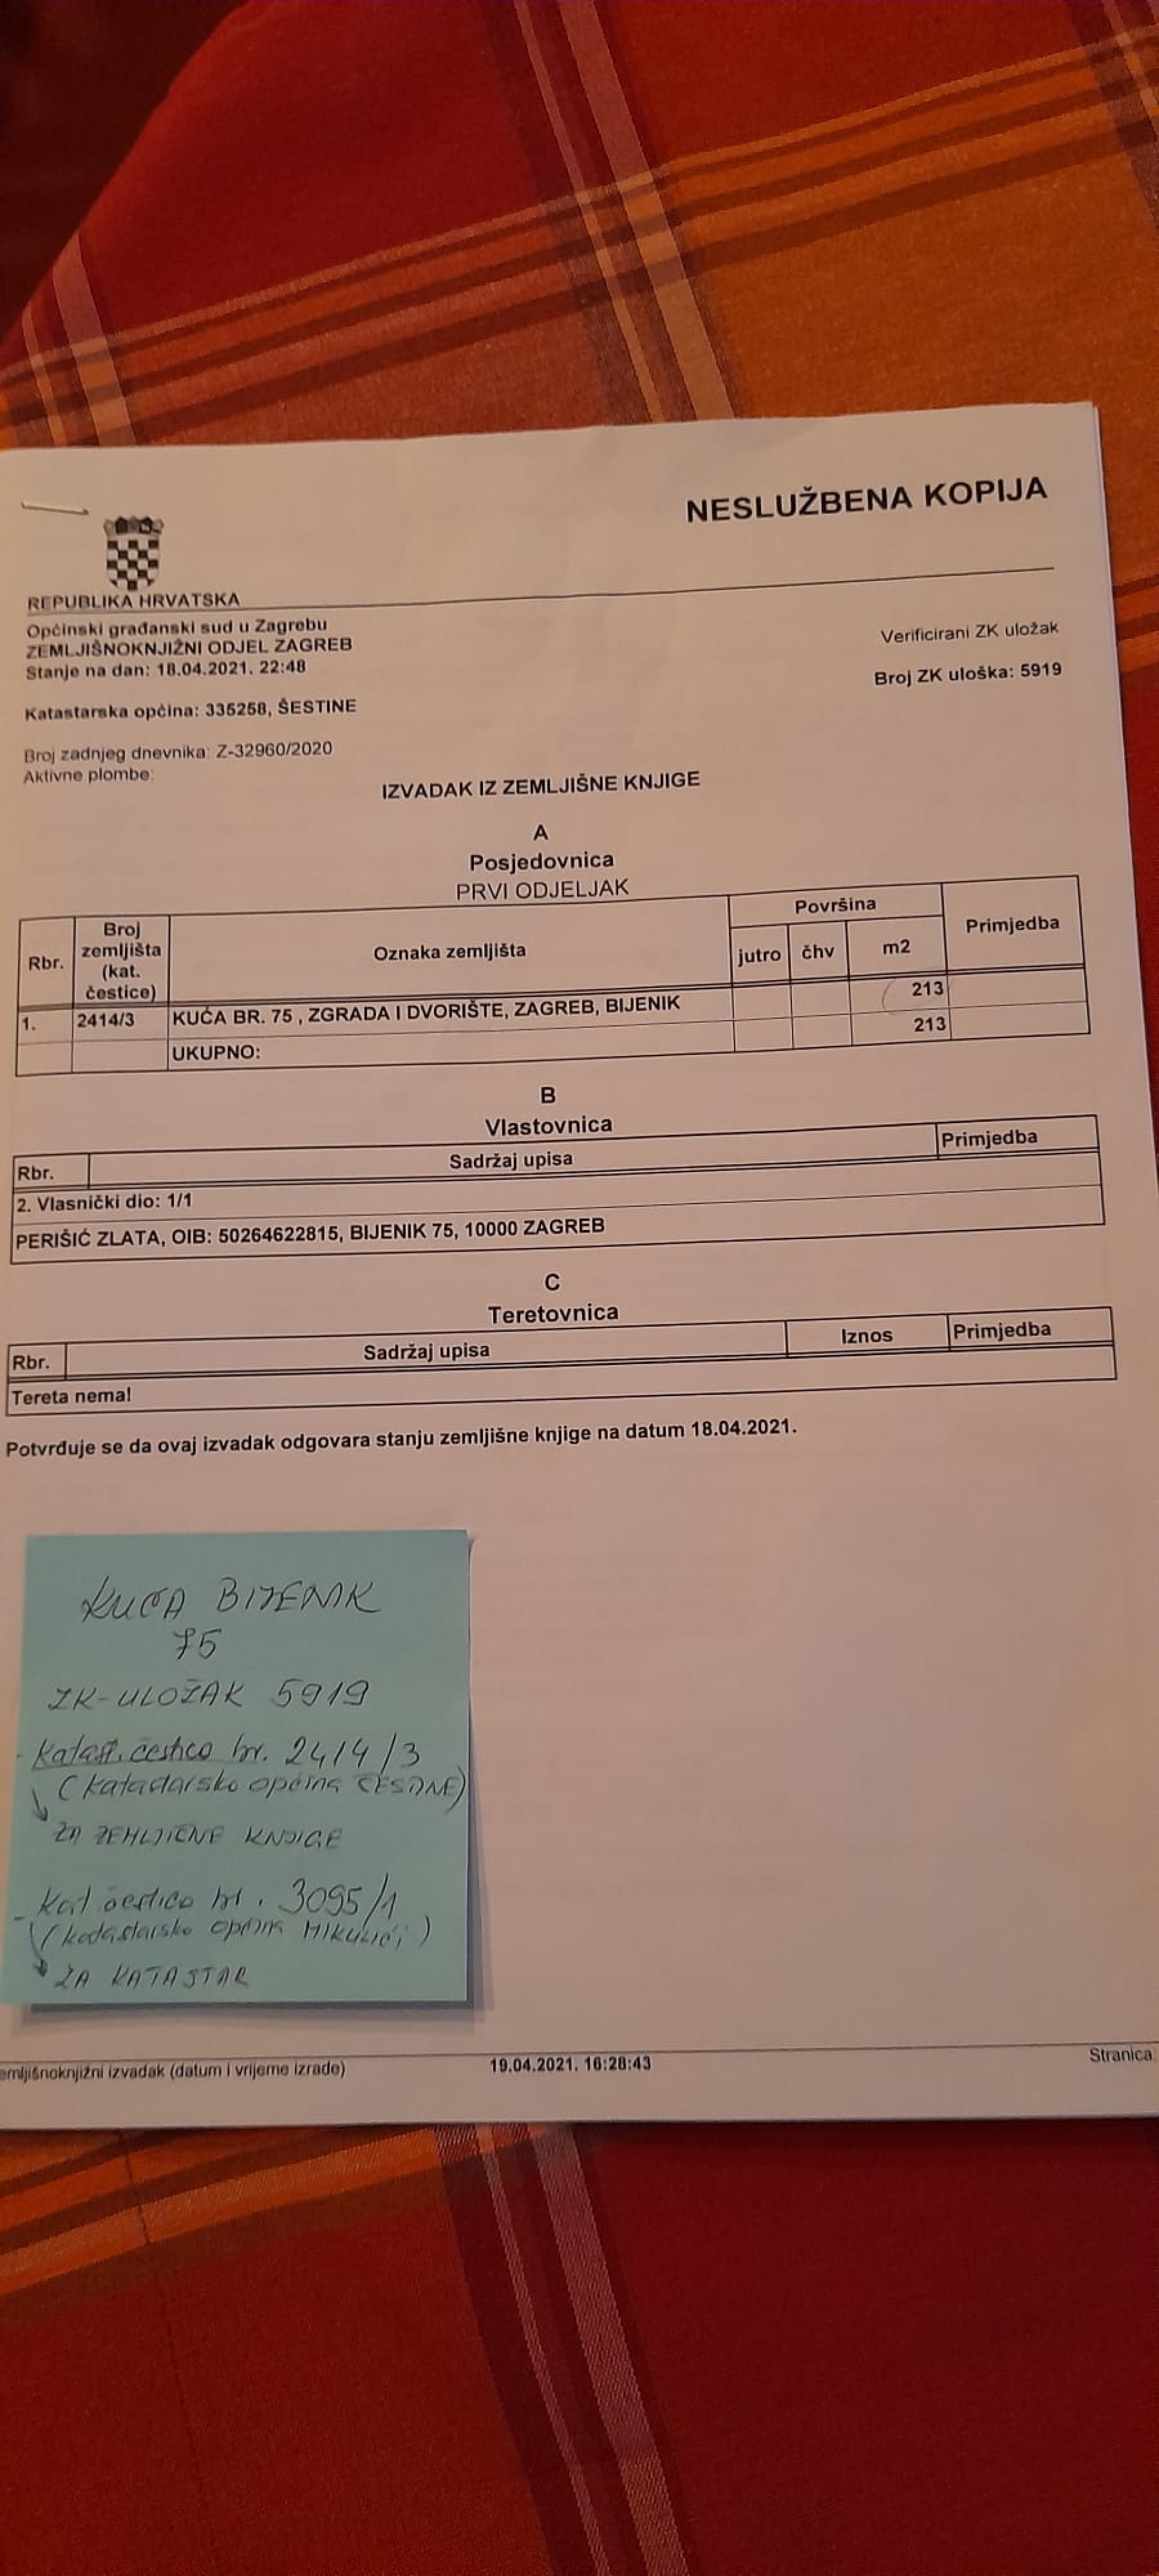 NESLUŽBENA KOPIJA
REPUBLIKA HRVATSKA
Općinski građanski sud u Zagrebu
ZEMLJIŠNOKNJIŽNI ODJEL ZAGREB
Stanje na dan: 18.04.2021. 22:48
Verificirani ZK uložak
Broj ZK uloška: 5919
Katastarska općina: 335258, ŠESTINE
Broj zadnjeg dnevnika: Z-32960/2020
Aktivne plombe:
IZVADAK IZ ZEMLJIŠNE KNJIGE
A
Posjedovnica
PRVI ODJELJAK
Rbr. Broj zemljišta (kat. čestice) Oznaka zemljišta Površina Primjedba
jutro čhv m2
1. 2414/3 KUĆA BR. 75 , ZGRADA I DVORIŠTE, ZAGREB, BIJENIK 213
UKUPNO: 213
B
Vlastovnica
Rbr. Sadržaj upisa Primjedba
2. Vlasnički dio: 1/1
PERIŠIĆ ZLATA, OIB: 50264622815, BIJENIK 75, 10000 ZAGREB
C
Teretovnica
Rbr. Sadržaj upisa Iznos Primjedba
Tereta nema!
Potvrđuje se da ovaj izvadak odgovara stanju zemljišne knjige na datum 18.04.2021.
KUĆA BIJENIK
75
ZK-ULOŽAK 5919
- Katast. čestica br. 2414/3
(katastarsko općina ŠESTINE)
ZA ZEMLJIŠNE KNJIGE
- Kat čestica br. 3095/1
(katastarsko općina MIKULIĆI)
ZA KATASTAR
emljišnoknjižni izvadak (datum i vrijeme izrade) 19.04.2021. 16:28:43 Stranica